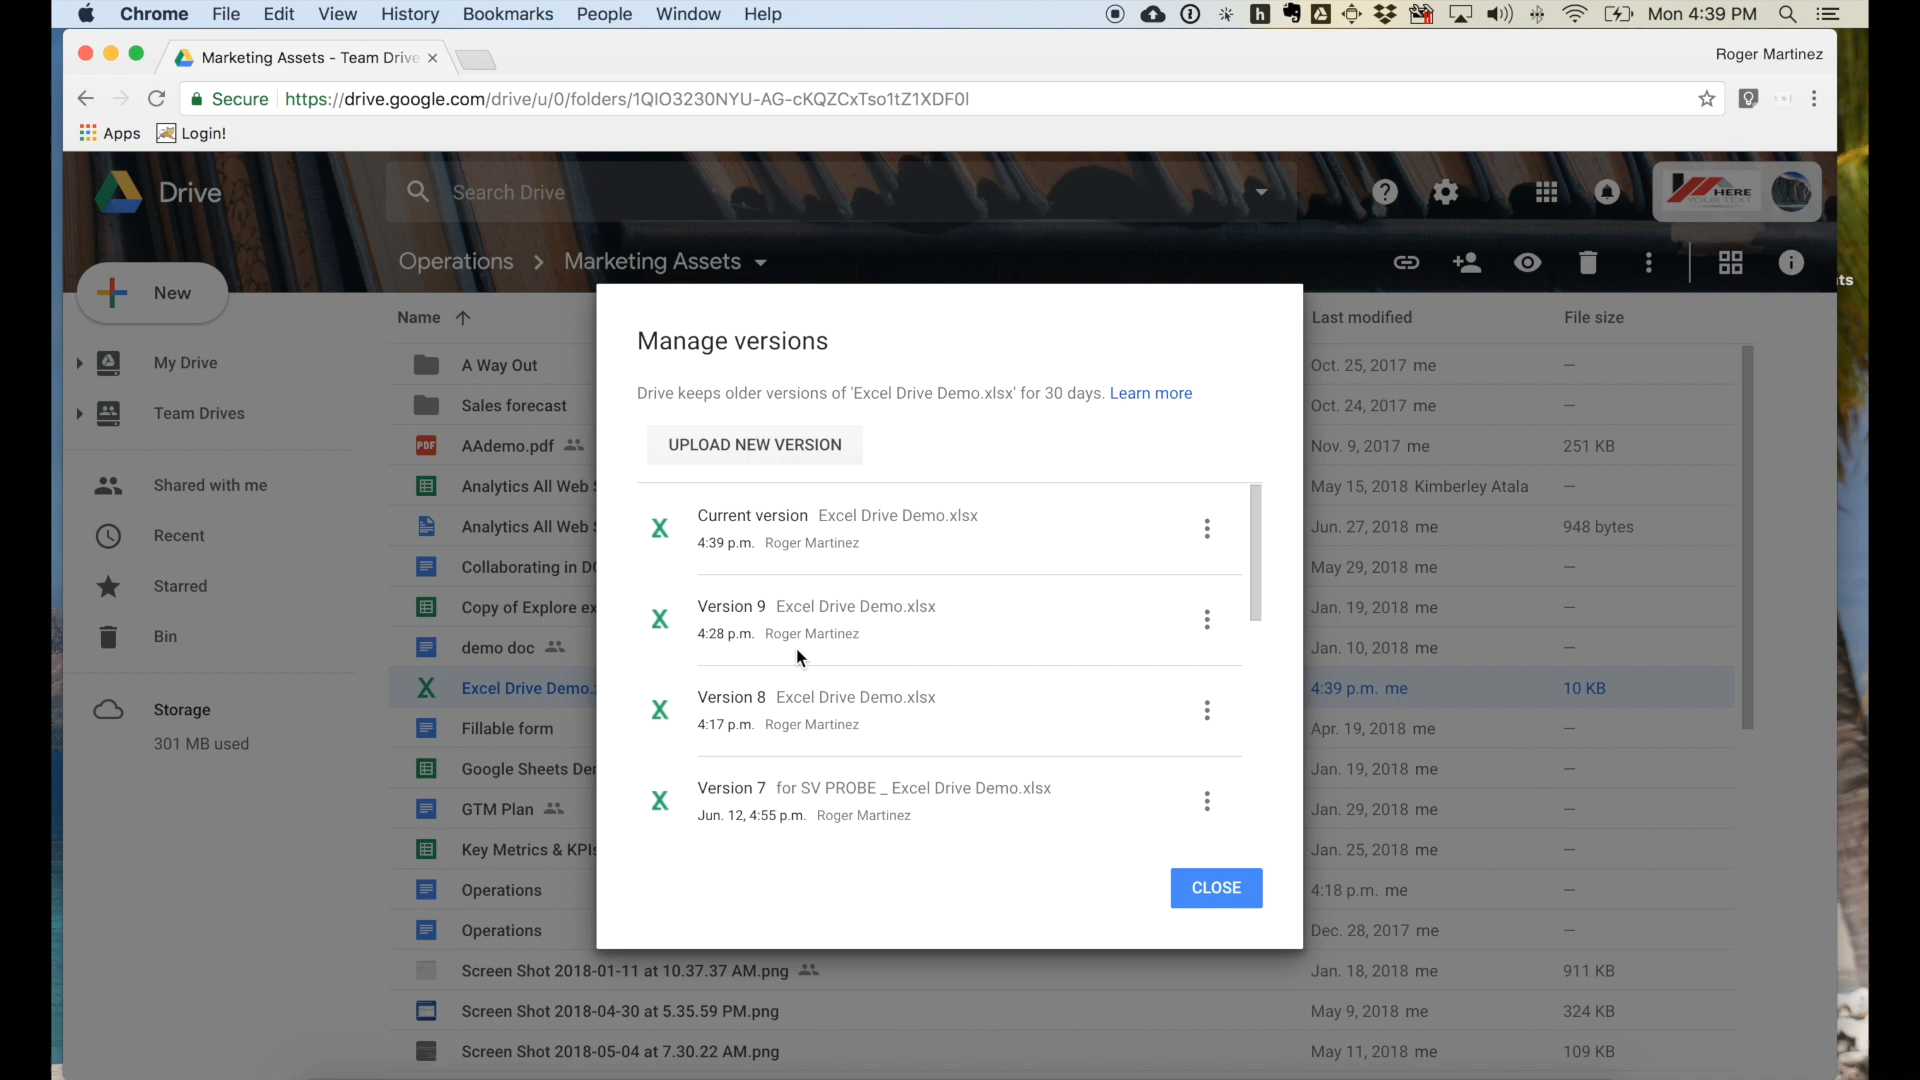 Chrome File Edit View History Bookmarks People Window Help Mon 4:39 PM
Marketing Assets - Team Drive Roger Martinez
Secure https://drive.google.com/drive/u/0/folders/1QIO3230NYU-AG-cKQZCxTso1tZ1XDF0l
Apps Login!
Drive Search Drive HERE
YOUR TEXT
Operations > Marketing Assets
New
Name Last modified File size
My Drive
Team Drives
Shared with me
Recent
Starred
Bin
Storage
301 MB used
A Way Out Oct. 25, 2017 me —
Sales forecast Oct. 24, 2017 me —
PDF AAdemo.pdf Nov. 9, 2017 me 251 KB
Analytics All Web May 15, 2018 Kimberley Atala —
Analytics All Web Jun. 27, 2018 me 948 bytes
Collaborating in May 29, 2018 me —
Copy of Explore Jan. 19, 2018 me —
demo doc Jan. 10, 2018 me —
Excel Drive Demo. 4:39 p.m. me 10 KB
Fillable form Apr. 19, 2018 me —
Google Sheets Jan. 19, 2018 me —
GTM Plan Jan. 29, 2018 me —
Key Metrics & KPIs Jan. 25, 2018 me —
Operations 4:18 p.m. me —
Operations Dec. 28, 2017 me —
Screen Shot 2018-01-11 at 10.37.37 AM.png Jan. 18, 2018 me 911 KB
Screen Shot 2018-04-30 at 5.35.59 PM.png May 9, 2018 me 324 KB
Screen Shot 2018-05-04 at 7.30.22 AM.png May 11, 2018 me 109 KB
Manage versions
Drive keeps older versions of 'Excel Drive Demo.xlsx' for 30 days. Learn more
UPLOAD NEW VERSION
Current version Excel Drive Demo.xlsx
4:39 p.m. Roger Martinez
Version 9 Excel Drive Demo.xlsx
4:28 p.m. Roger Martinez
Version 8 Excel Drive Demo.xlsx
4:17 p.m. Roger Martinez
Version 7 for SV PROBE _ Excel Drive Demo.xlsx
Jun. 12, 4:55 p.m. Roger Martinez
CLOSE